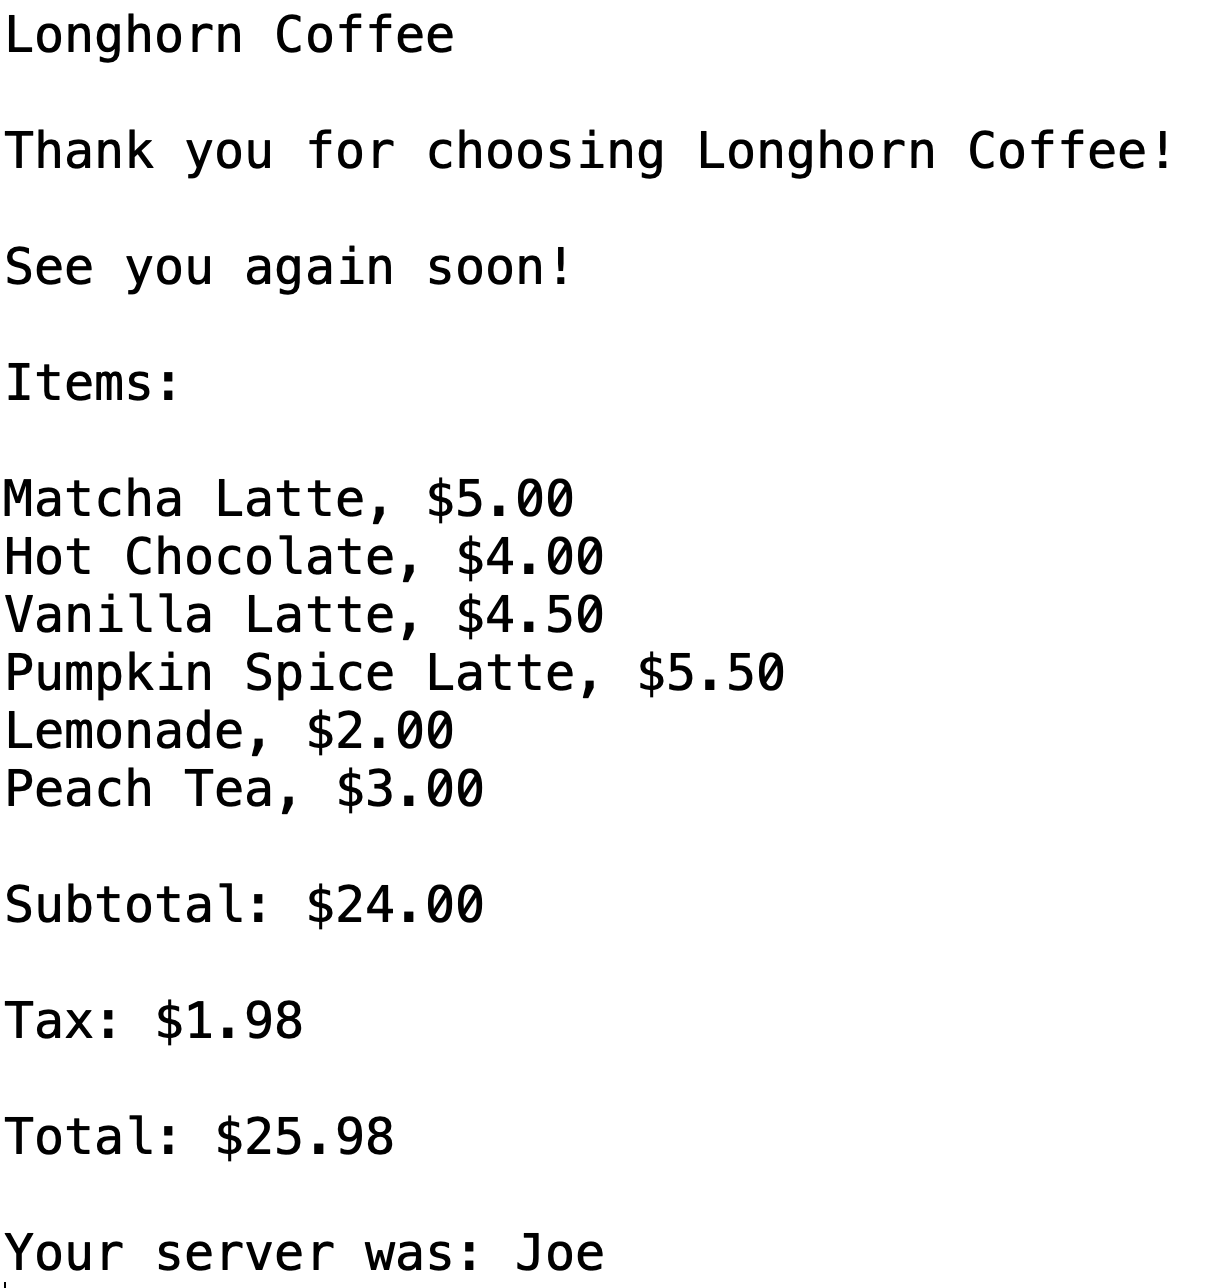 Longhorn Coffee
Thank you for choosing Longhorn Coffee!
See you again soon!
Items:
Matcha Latte, $5.00
Hot Chocolate, $4.00
Vanilla Latte, $4.50
Pumpkin Spice Latte, $5.50
Lemonade, $2.00
Peach Tea, $3.00
Subtotal: $24.00
Tax: $1.98
Total: $25.98
Your server was: Joe